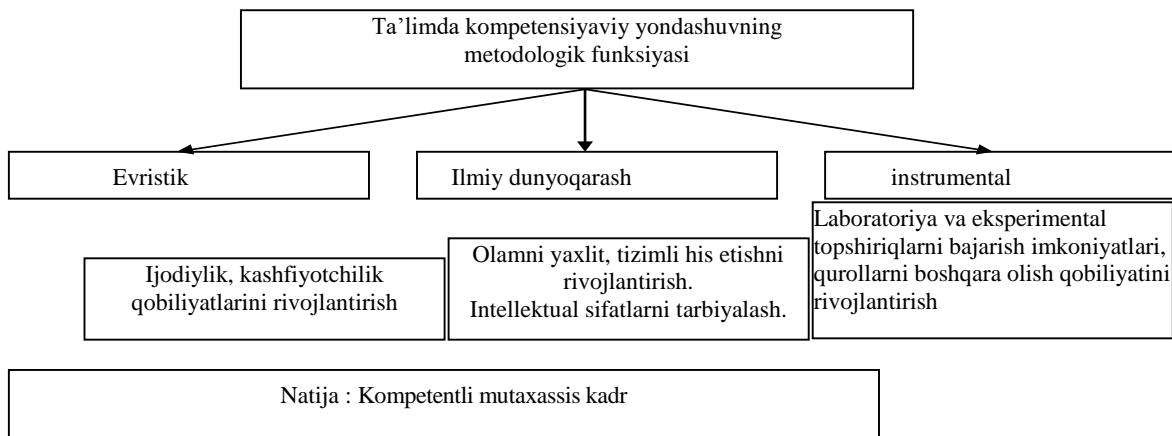 Ta’limda kompetensiyaviy yondashuvning
metodologik funksiyasi
Evristik
Ilmiy dunyoqarash
instrumental
Ijodiylik, kashfiyotchilik
qobiliyatlarini rivojlantirish
Olamni yaxlit, tizimli his etishni
rivojlantirish.
Intellektual sifatlarni tarbiyalash.
Laboratoriya va eksperimental
topshiriqlarni bajarish imkoniyatlari,
qurollarni boshqara olish qobiliyatini
rivojlantirish
Natija : Kompetentli mutaxassis kadr